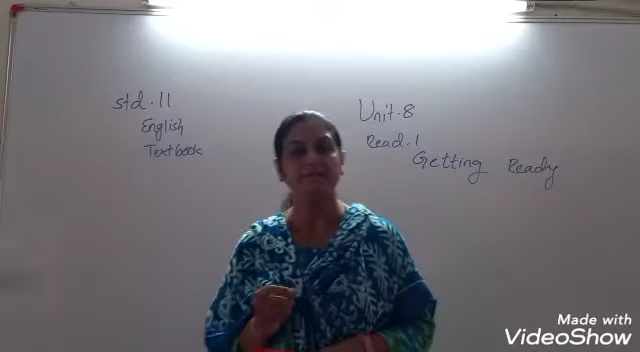 std. 11
English
Textbook
Unit. 8
Read. 1
Getting Ready
Made with
VideoShow